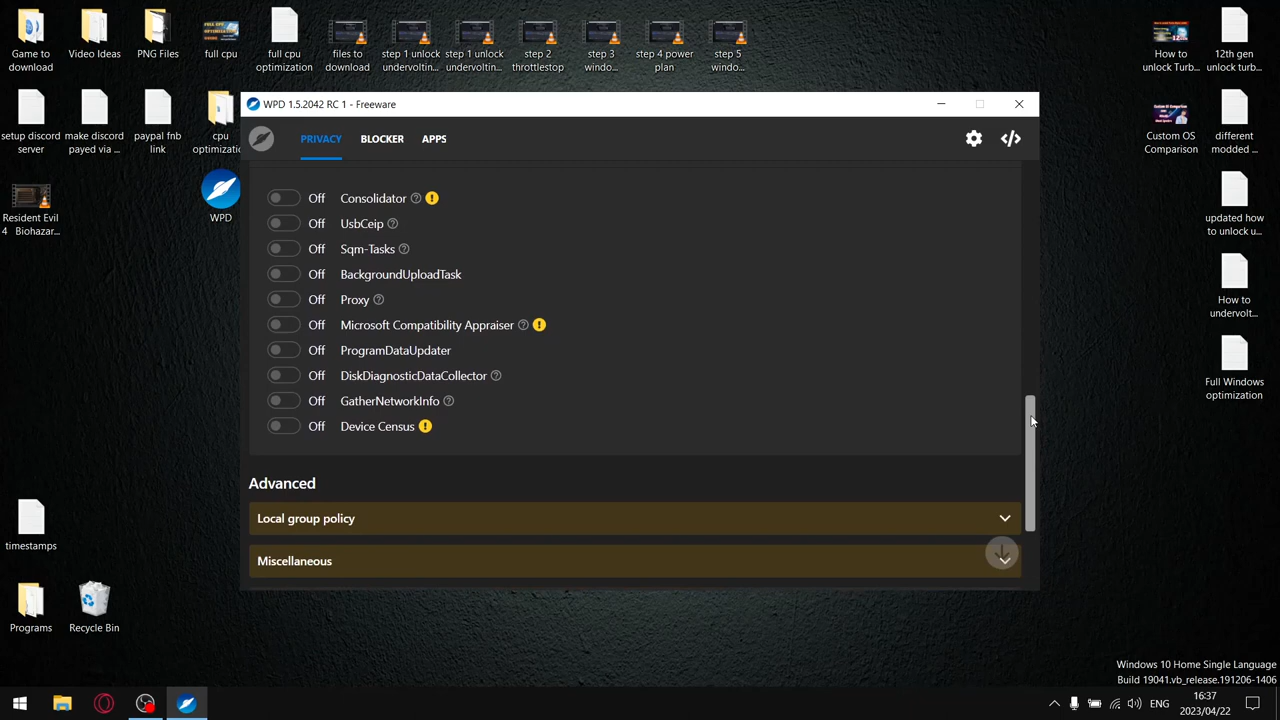 Game to
download
Video Ideas
PNG Files
full cpu
full cpu
optimization
files to
download
step 1 unlock
undervoltin...
step 1 unlock
undervoltin...
step 2
throttlestop
step 3
windo...
step 4 power
plan
step 5
windo...
How to
unlock Turb...
12th gen
unlock turb...
setup discord
server
make discord
payed via ...
paypal fnb
link
cpu
optimizatio
Custom OS
Comparison
different
modded ...
Resident Evil
4 Biohazar...
WPD
updated how
to unlock u...
How to
undervolt...
Full Windows
optimization
timestamps
Programs
Recycle Bin
WPD 1.5.2042 RC 1 - Freeware
PRIVACY
BLOCKER
APPS
Off Consolidator
Off UsbCeip
Off Sqm-Tasks
Off BackgroundUploadTask
Off Proxy
Off Microsoft Compatibility Appraiser
Off ProgramDataUpdater
Off DiskDiagnosticDataCollector
Off GatherNetworkInfo
Off Device Census
Advanced
Local group policy
Miscellaneous
Windows 10 Home Single Language
Build 19041.vb_release.191206-1406
ENG
16:37
2023/04/22